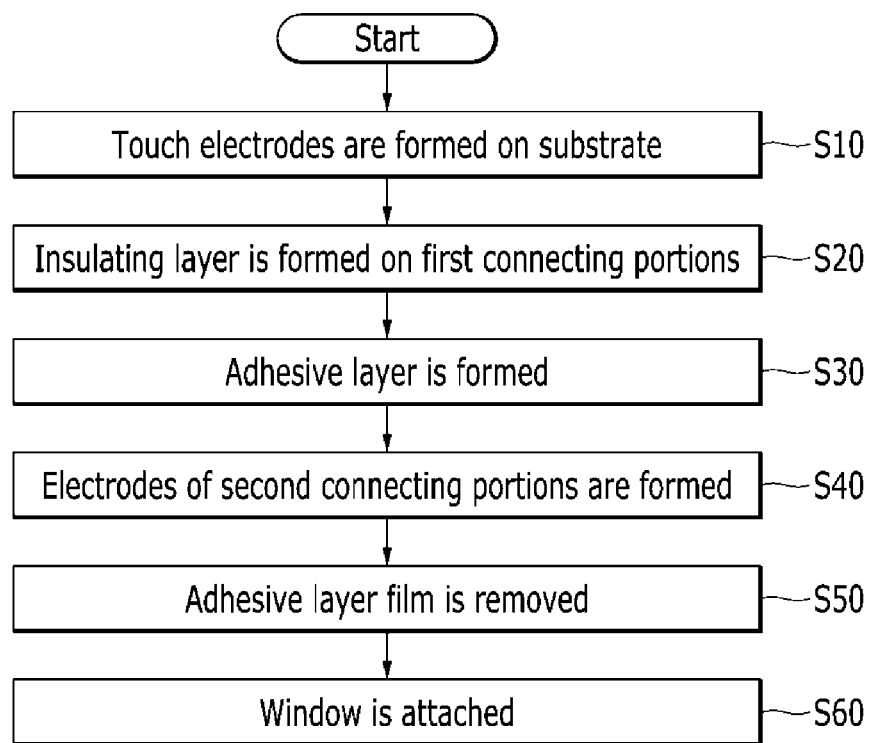 Start
Touch electrodes are formed on substrate S10
Insulating layer is formed on first connecting portions S20
Adhesive layer is formed S30
Electrodes of second connecting portions are formed S40
Adhesive layer film is removed S50
Window is attached S60